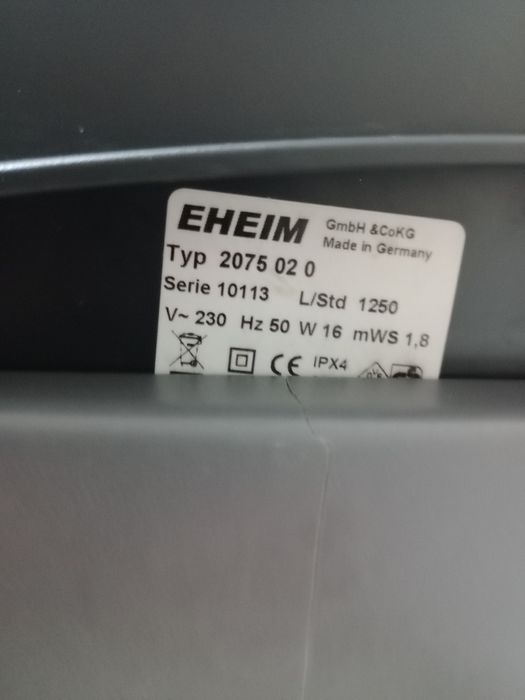 EHEIM GmbH &CoKG
Made in Germany
Typ 2075 02 0
Serie 10113 L/Std 1250
V~ 230 Hz 50 W 16 mWS 1,8
CE IPX4